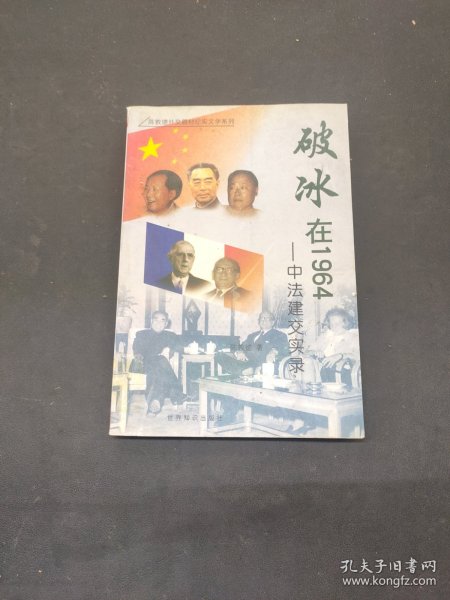 破冰在1964
——中法建交实录
著
世界知识出版社
孔夫子旧书网
www.kongfz.com